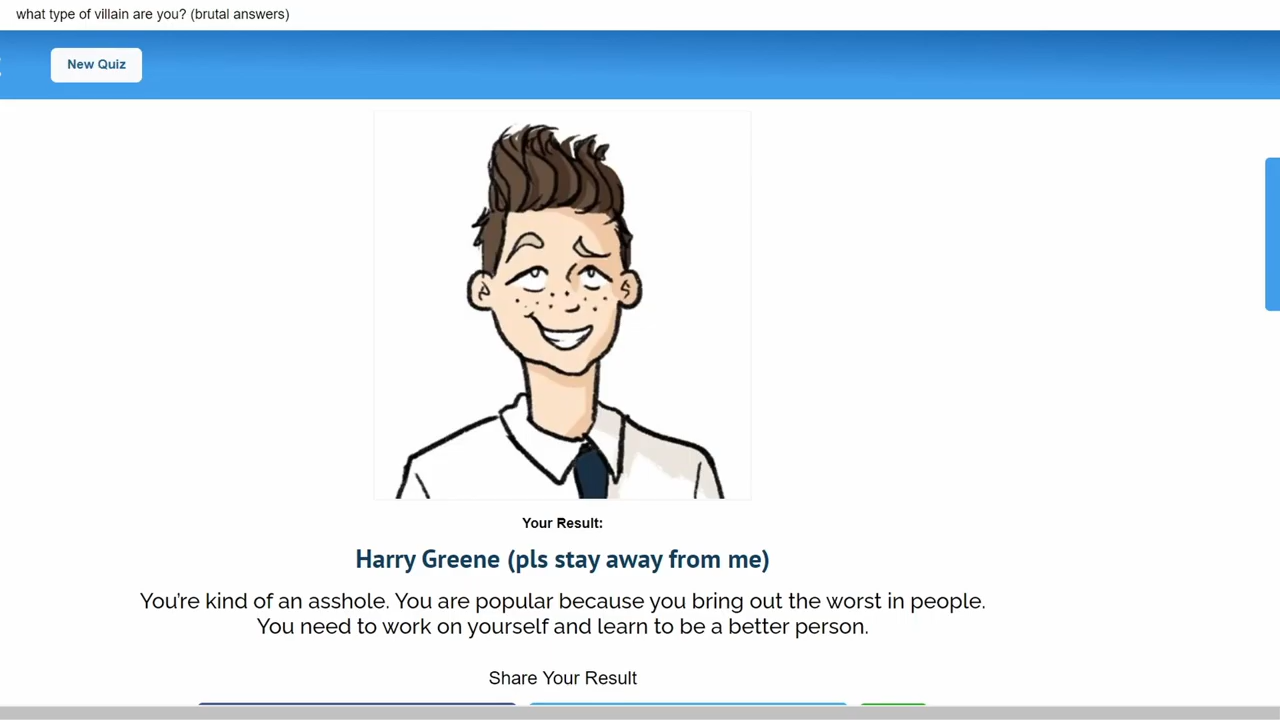 what type of villain are you? (brutal answers)
New Quiz
Your Result:
Harry Greene (pls stay away from me)
You're kind of an asshole. You are popular because you bring out the worst in people.
You need to work on yourself and learn to be a better person.
Share Your Result